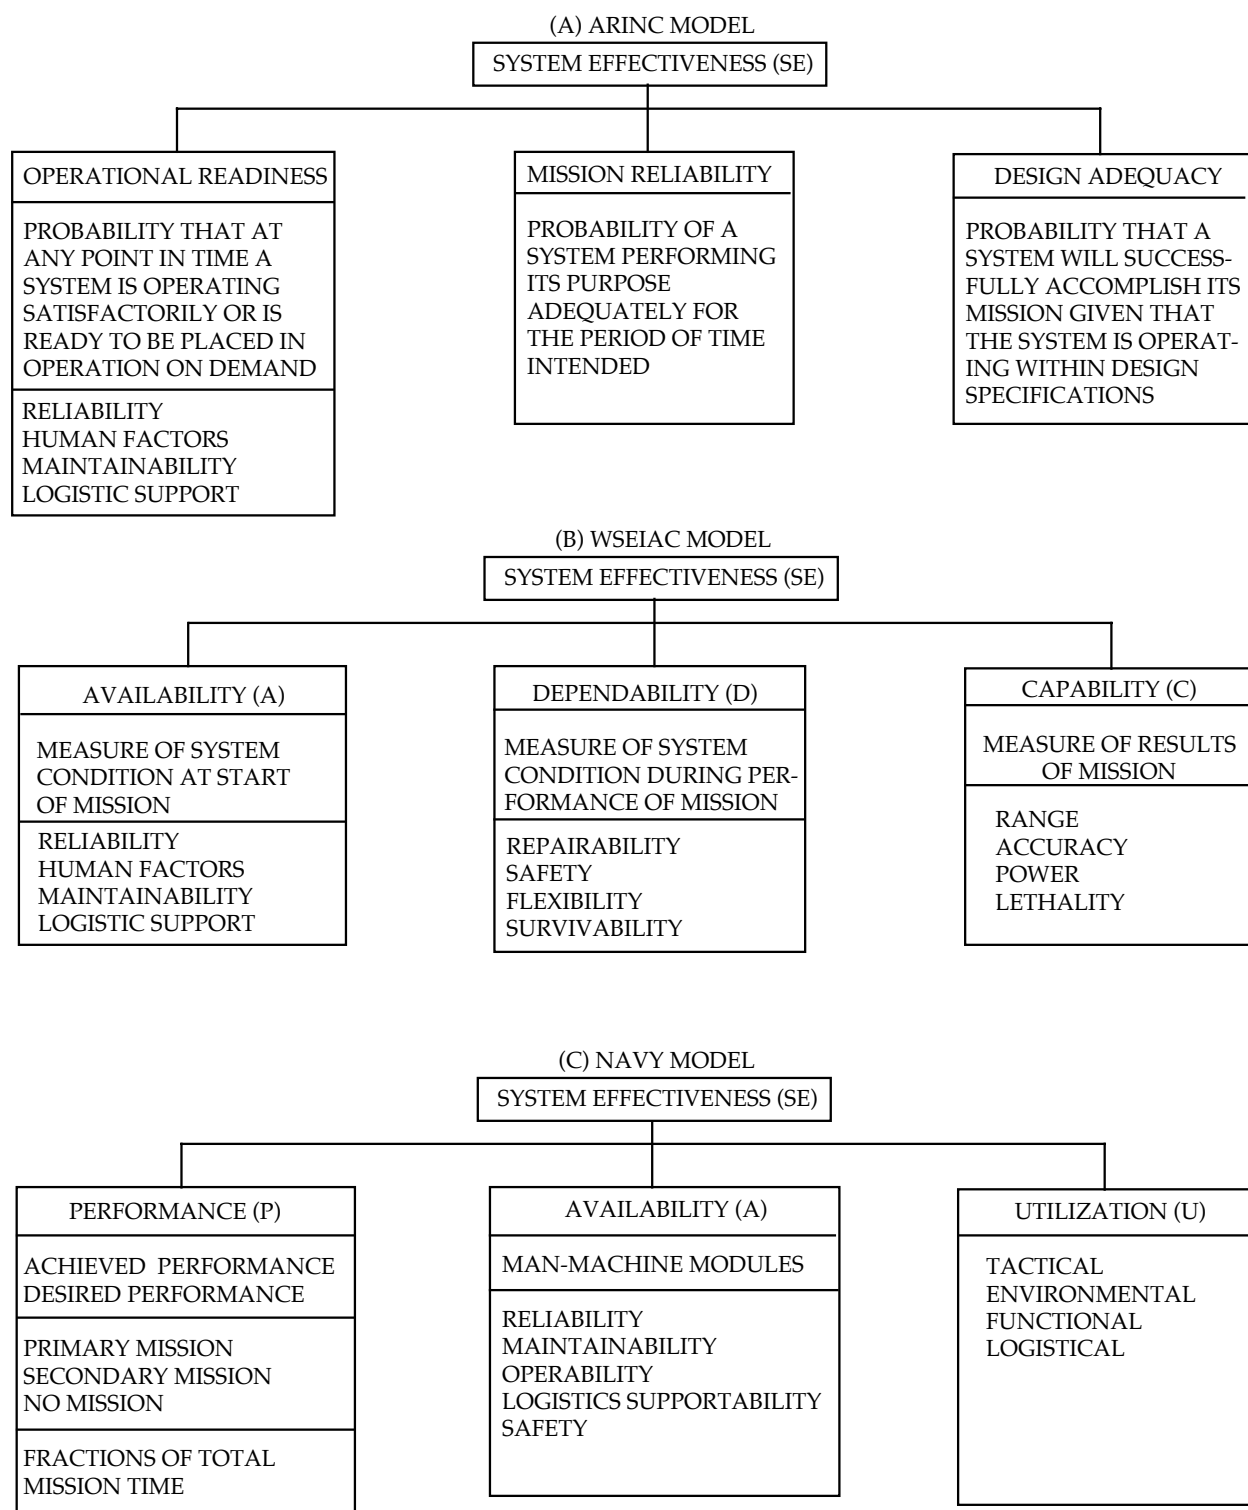 (A) ARINC MODEL
SYSTEM EFFECTIVENESS (SE)
OPERATIONAL READINESS
PROBABILITY THAT AT
ANY POINT IN TIME A
SYSTEM IS OPERATING
SATISFACTORILY OR IS
READY TO BE PLACED IN
OPERATION ON DEMAND
RELIABILITY
HUMAN FACTORS
MAINTAINABILITY
LOGISTIC SUPPORT
MISSION RELIABILITY
PROBABILITY OF A
SYSTEM PERFORMING
ITS PURPOSE
ADEQUATELY FOR
THE PERIOD OF TIME
INTENDED
DESIGN ADEQUACY
PROBABILITY THAT A
SYSTEM WILL SUCCESS-
FULLY ACCOMPLISH ITS
MISSION GIVEN THAT
THE SYSTEM IS OPERAT-
ING WITHIN DESIGN
SPECIFICATIONS
(B) WSEIAC MODEL
SYSTEM EFFECTIVENESS (SE)
AVAILABILITY (A)
MEASURE OF SYSTEM
CONDITION AT START
OF MISSION
RELIABILITY
HUMAN FACTORS
MAINTAINABILITY
LOGISTIC SUPPORT
DEPENDABILITY (D)
MEASURE OF SYSTEM
CONDITION DURING PER-
FORMANCE OF MISSION
REPAIRABILITY
SAFETY
FLEXIBILITY
SURVIVABILITY
CAPABILITY (C)
MEASURE OF RESULTS
OF MISSION
RANGE
ACCURACY
POWER
LETHALITY
(C) NAVY MODEL
SYSTEM EFFECTIVENESS (SE)
PERFORMANCE (P)
ACHIEVED PERFORMANCE
DESIRED PERFORMANCE
PRIMARY MISSION
SECONDARY MISSION
NO MISSION
FRACTIONS OF TOTAL
MISSION TIME
AVAILABILITY (A)
MAN-MACHINE MODULES
RELIABILITY
MAINTAINABILITY
OPERABILITY
LOGISTICS SUPPORTABILITY
SAFETY
UTILIZATION (U)
TACTICAL
ENVIRONMENTAL
FUNCTIONAL
LOGISTICAL